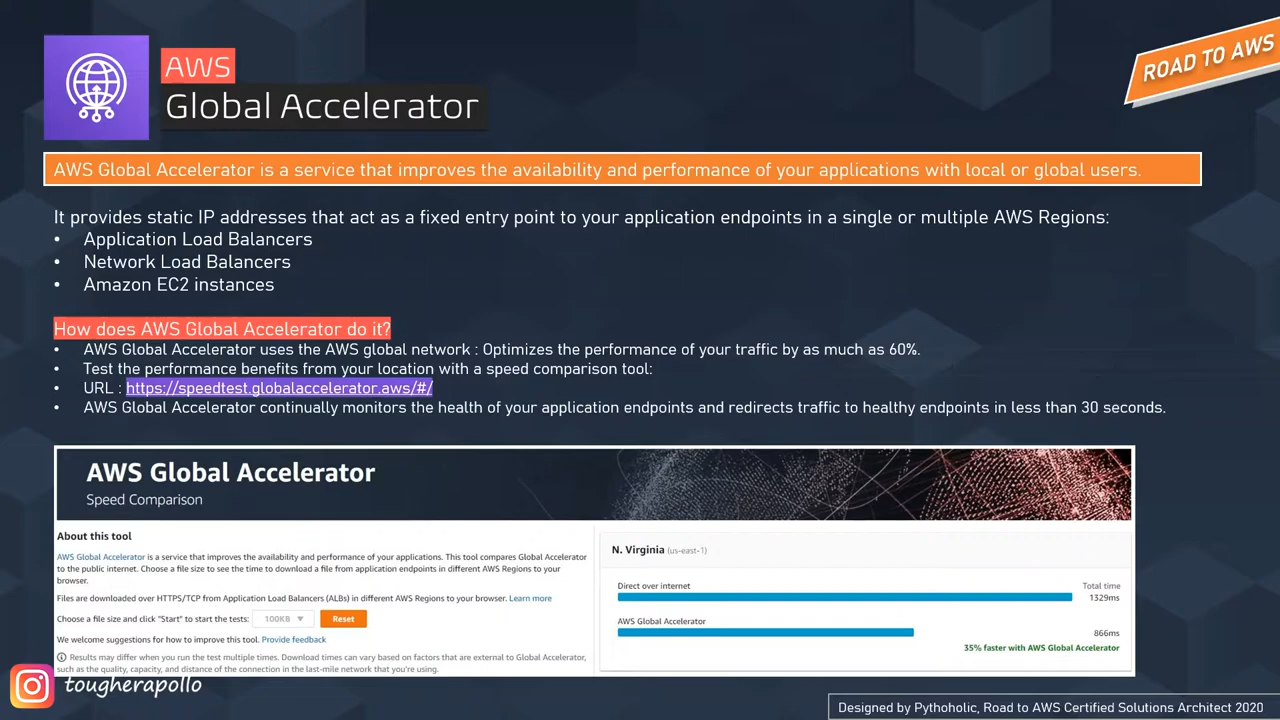 AWS
Global Accelerator
ROAD TO AWS
AWS Global Accelerator is a service that improves the availability and performance of your applications with local or global users.
It provides static IP addresses that act as a fixed entry point to your application endpoints in a single or multiple AWS Regions:
• Application Load Balancers
• Network Load Balancers
• Amazon EC2 instances
How does AWS Global Accelerator do it?
• AWS Global Accelerator uses the AWS global network : Optimizes the performance of your traffic by as much as 60%.
• Test the performance benefits from your location with a speed comparison tool:
• URL : https://speedtest.globalaccelerator.aws/#/
• AWS Global Accelerator continually monitors the health of your application endpoints and redirects traffic to healthy endpoints in less than 30 seconds.
AWS Global Accelerator
Speed Comparison
About this tool
AWS Global Accelerator is a service that improves the availability and performance of your applications. This tool compares Global Accelerator
to the public internet. Choose a file size to see the time to download a file from application endpoints in different AWS Regions to your
browser.
Files are downloaded over HTTPS/TCP from Application Load Balancers (ALBs) in different AWS Regions to your browser. Learn more
Choose a file size and click "Start" to start the tests: 100KB Reset
We welcome suggestions for how to improve this tool. Provide feedback
Results may differ when you run the test multiple times. Download times can vary based on factors that are external to Global Accelerator,
such as the quality, capacity, and distance of the connection in the last-mile network that you're using.
N. Virginia (us-east-1)
Direct over internet Total time
1329ms
AWS Global Accelerator
866ms
35% faster with AWS Global Accelerator
tougherapollo
Designed by Pythoholic, Road to AWS Certified Solutions Architect 2020